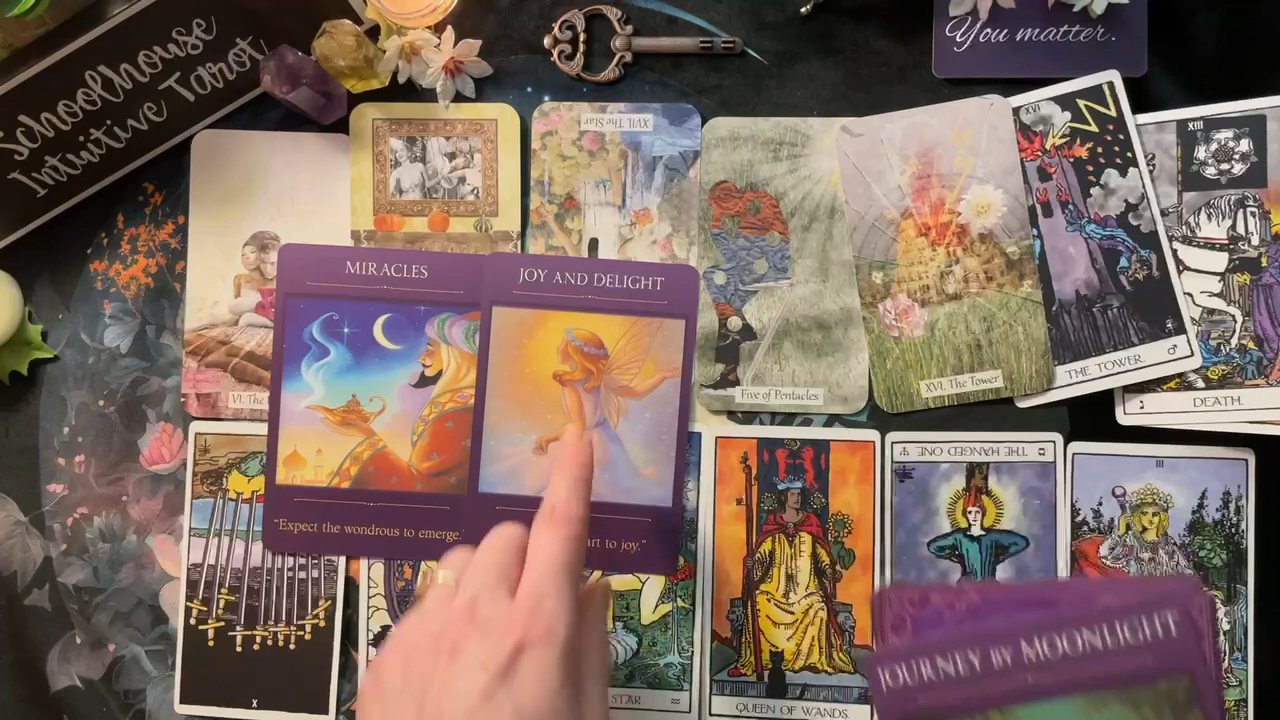 Schoolhouse
Intuitive Tarot
You matter.
XVII. The Star
XVI
XIII
MIRACLES
JOY AND DELIGHT
VI. The
Five of Pentacles
XVI. The Tower
THE TOWER.
DEATH.
"Expect the wondrous to emerge."
to joy."
THE HANGED ONE
III
X
STAR
QUEEN OF WANDS.
JOURNEY BY MOONLIGHT